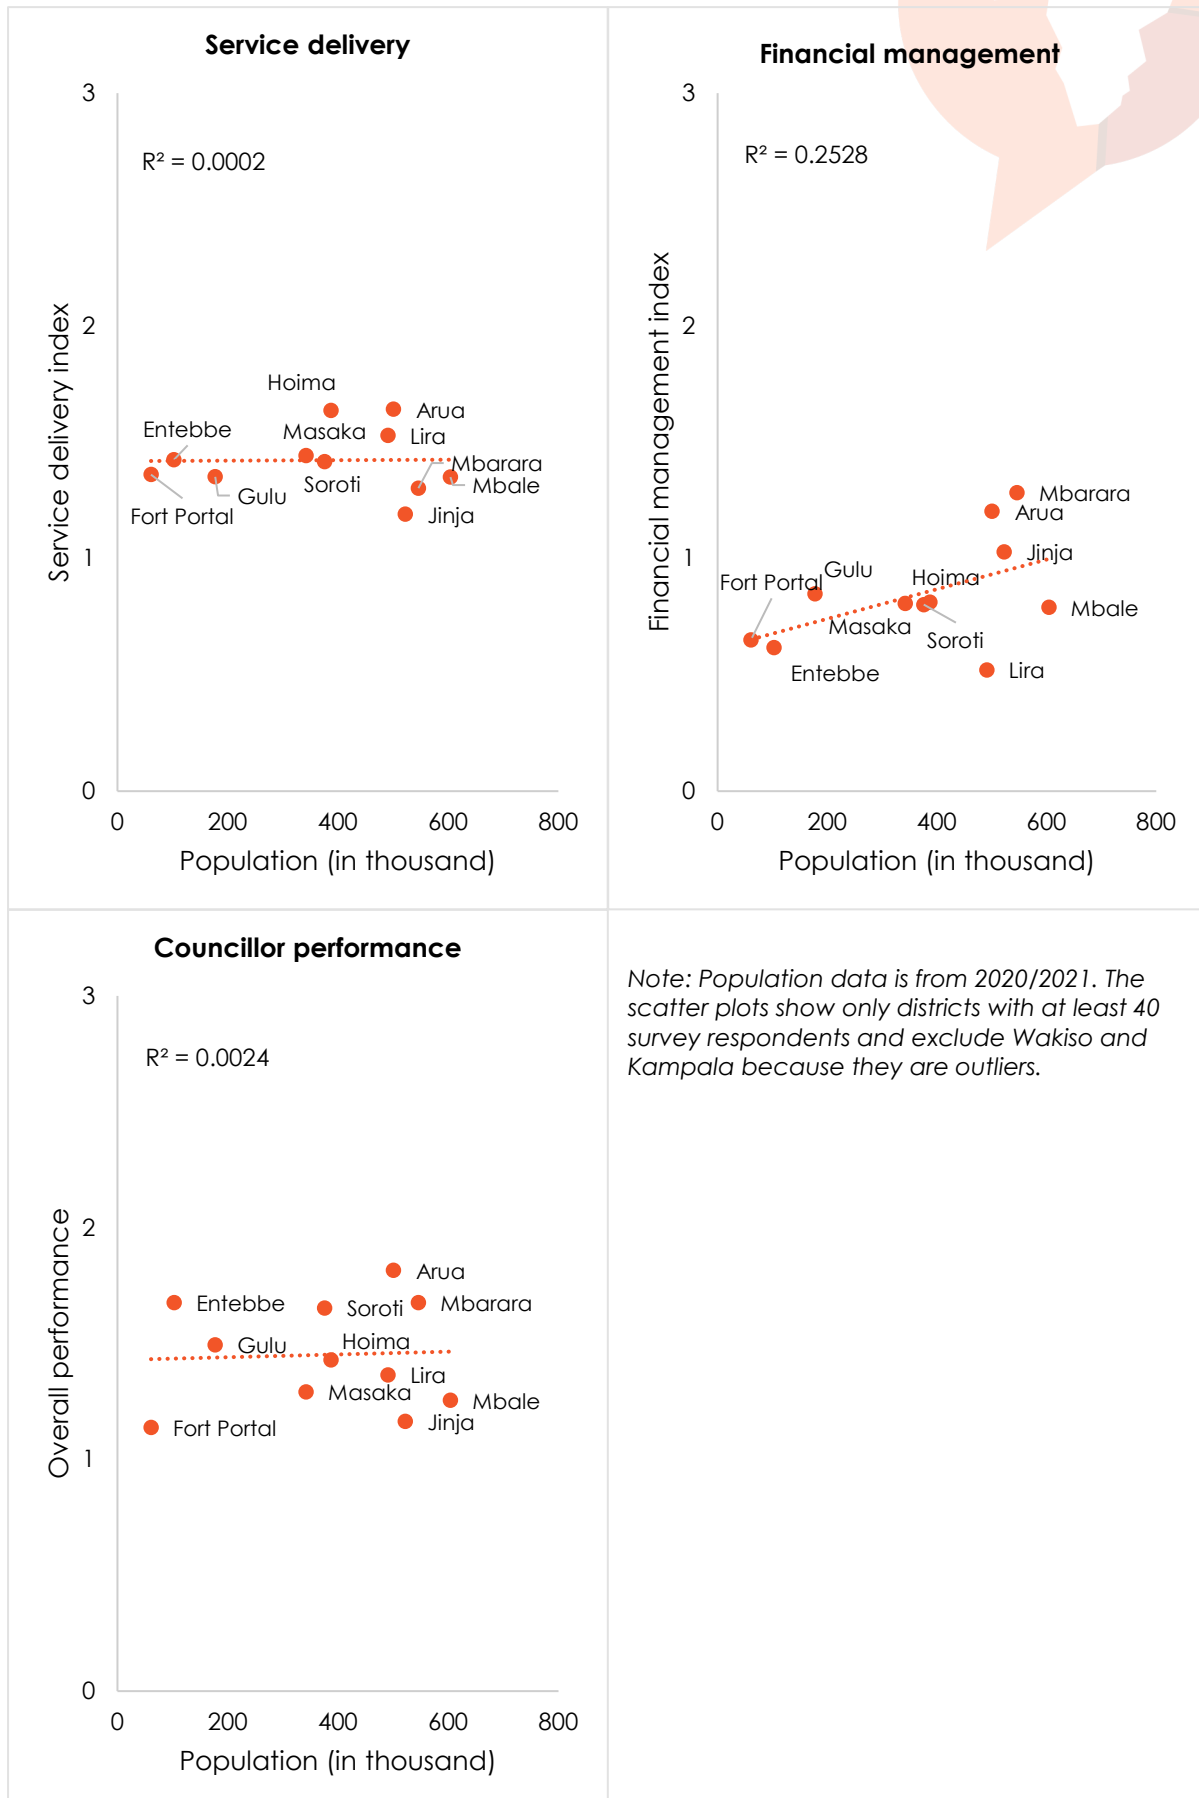 Service delivery
3
R² = 0.0002
Service delivery index
2
Hoima
Arua
Entebbe
Masaka
Lira
Mbarara
Soroti
Mbale
Gulu
Fort Portal
Jinja
1
0
0 200 400 600 800
Population (in thousand)
Financial management
3
R² = 0.2528
Financial management index
2
Mbarara
Arua
1
Jinja
Gulu
Hoima
Fort Portal
Mbale
Masaka
Soroti
Entebbe
Lira
0
0 200 400 600 800
Population (in thousand)
Councillor performance
3
R² = 0.0024
Overall performance
2
Arua
Entebbe
Soroti
Mbarara
Gulu
Hoima
Lira
Masaka
Mbale
Fort Portal
Jinja
1
0
0 200 400 600 800
Population (in thousand)
Note: Population data is from 2020/2021. The
scatter plots show only districts with at least 40
survey respondents and exclude Wakiso and
Kampala because they are outliers.